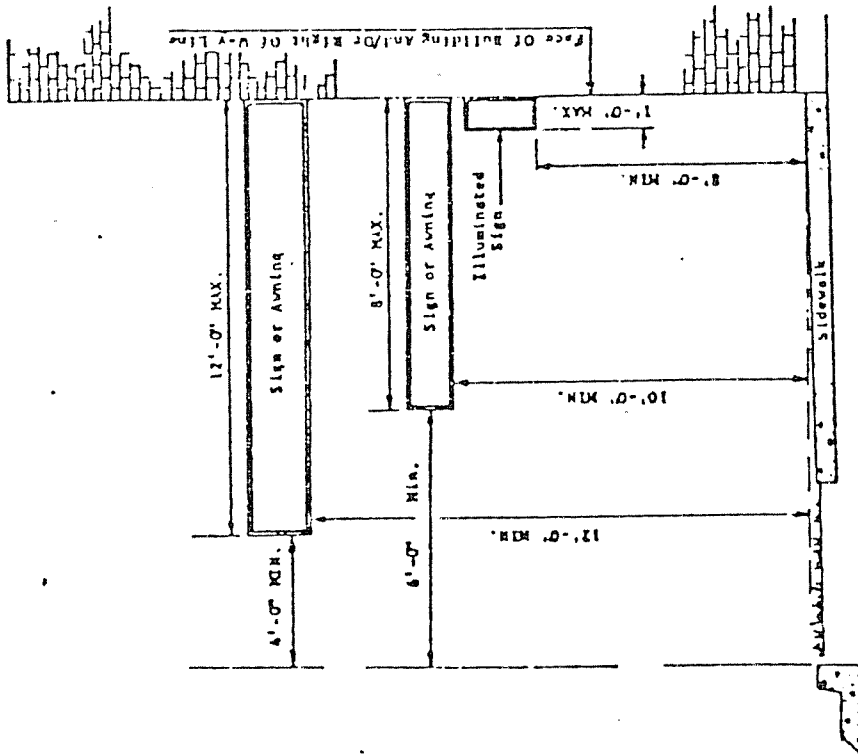 Face Of Building And/Or Right Of W-y Line
1'-0" MAX.
8'-0" MIN.
Illuminated
Sign
Sign or Awning
8'-0" MAX.
Sign or Awning
12'-0" MAX.
Sidewalk
10'-0" MIN.
6'-0" Min.
12'-0" MIN.
4'-0" MIN.